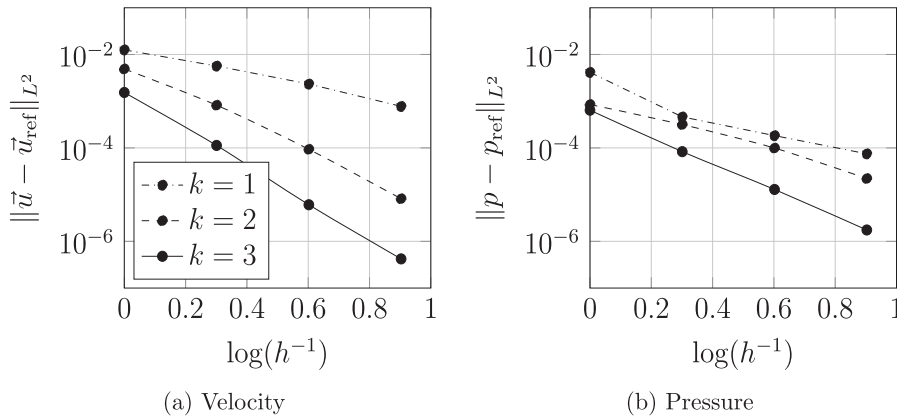 ‖u⃗ − u⃗_ref‖_{L²}
10⁻²
10⁻⁴
10⁻⁶
k = 1
k = 2
k = 3
0 0.2 0.4 0.6 0.8 1
log(h⁻¹)
(a) Velocity
‖p − p_ref‖_{L²}
10⁻²
10⁻⁴
10⁻⁶
0 0.2 0.4 0.6 0.8 1
log(h⁻¹)
(b) Pressure